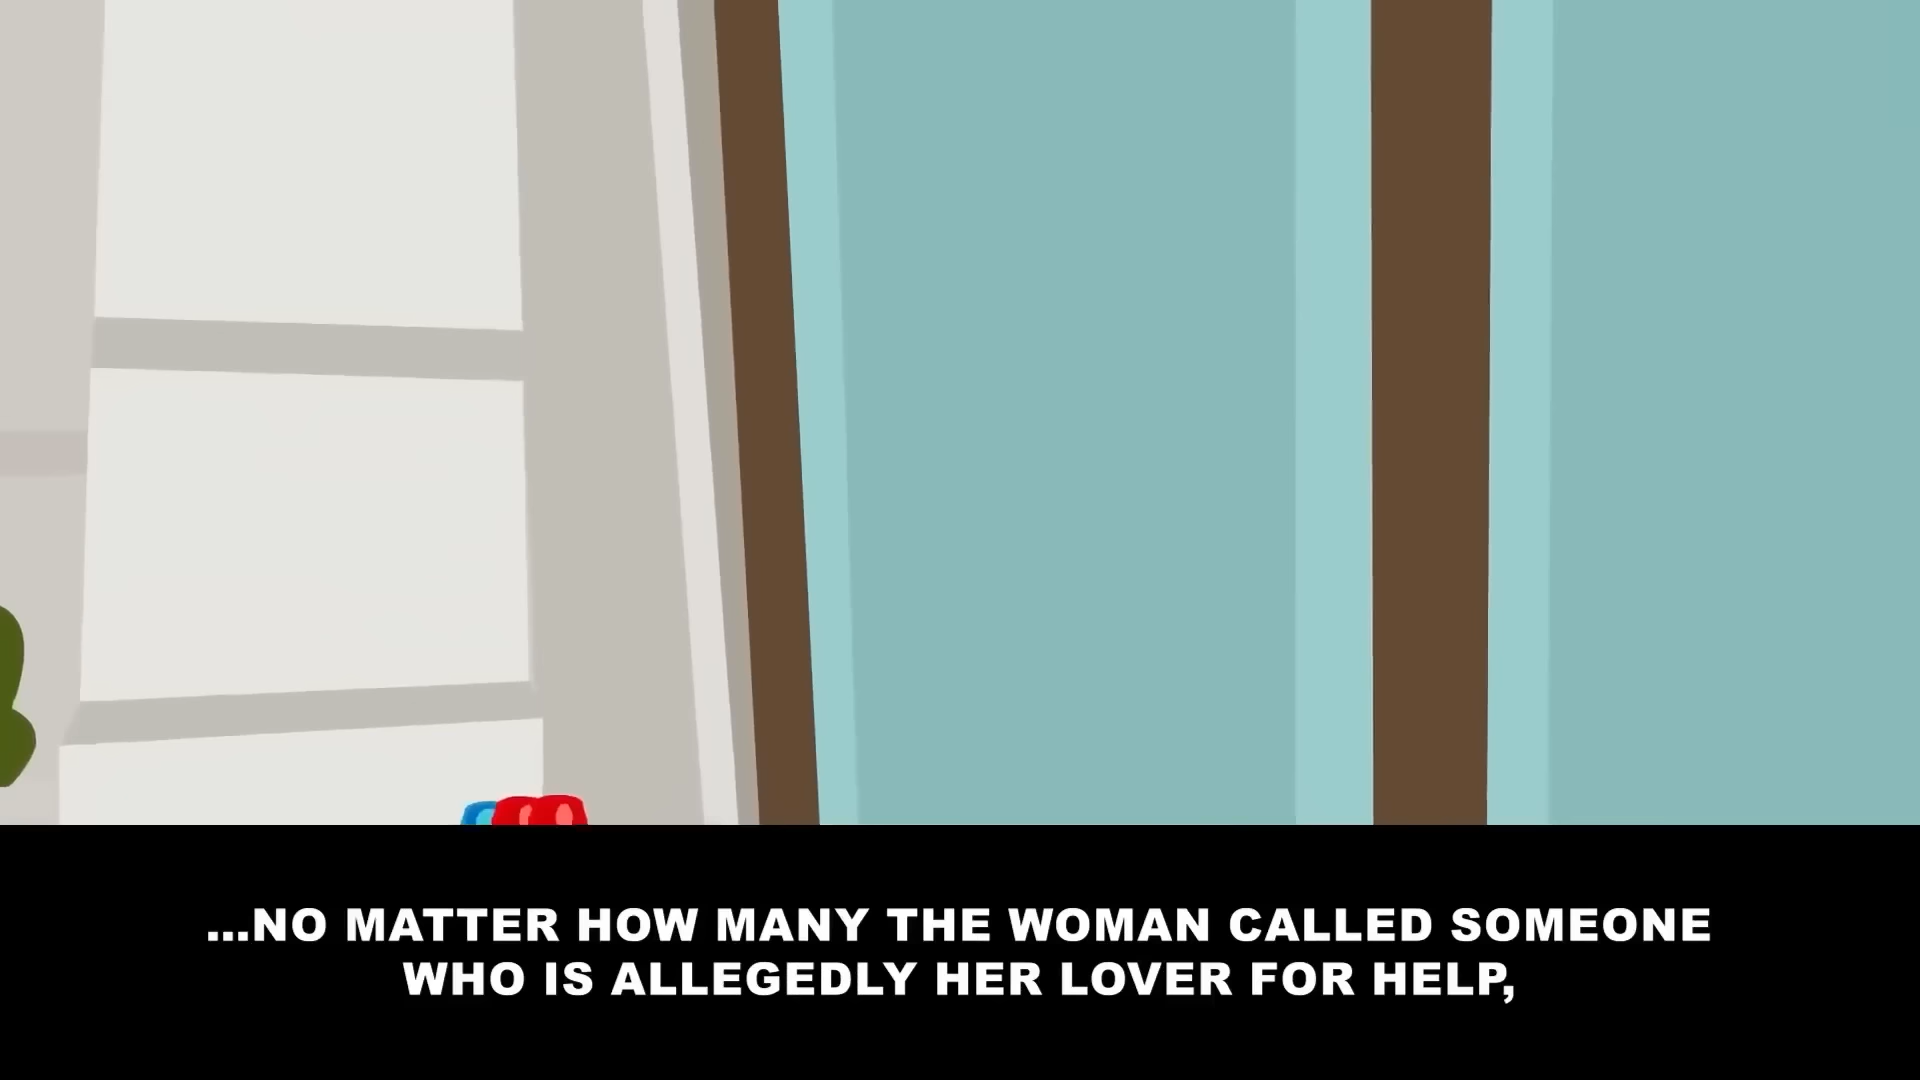 ...NO MATTER HOW MANY THE WOMAN CALLED SOMEONE
WHO IS ALLEGEDLY HER LOVER FOR HELP,